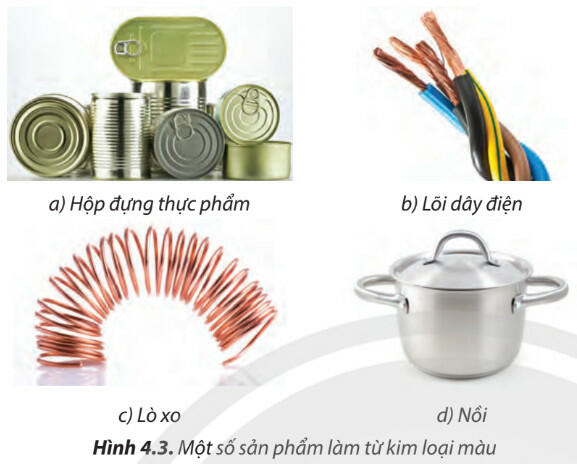 a) Hộp đựng thực phẩm
b) Lõi dây điện
c) Lò xo
d) Nồi
Hình 4.3. Một số sản phẩm làm từ kim loại màu